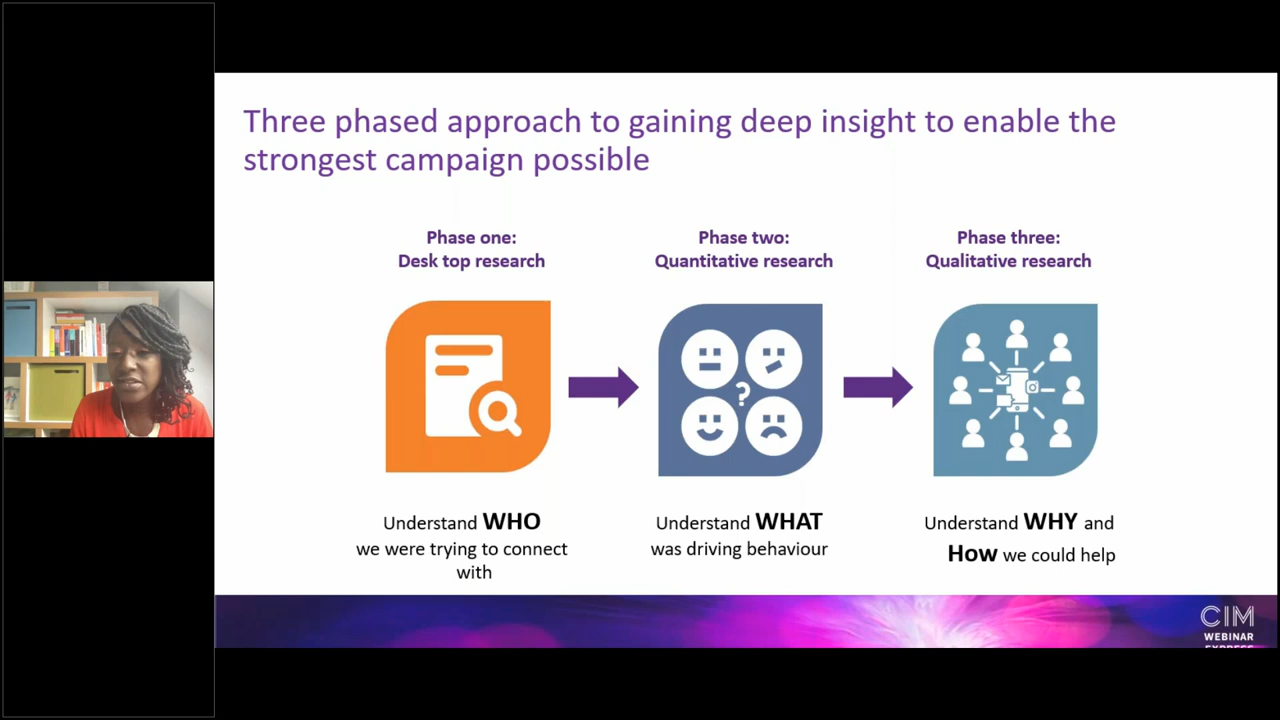 Three phased approach to gaining deep insight to enable the
strongest campaign possible
Phase one:
Desk top research
Phase two:
Quantitative research
Phase three:
Qualitative research
?
Understand WHO
we were trying to connect
with
Understand WHAT
was driving behaviour
Understand WHY and
How we could help
CIM
WEBINAR
EXPRESS